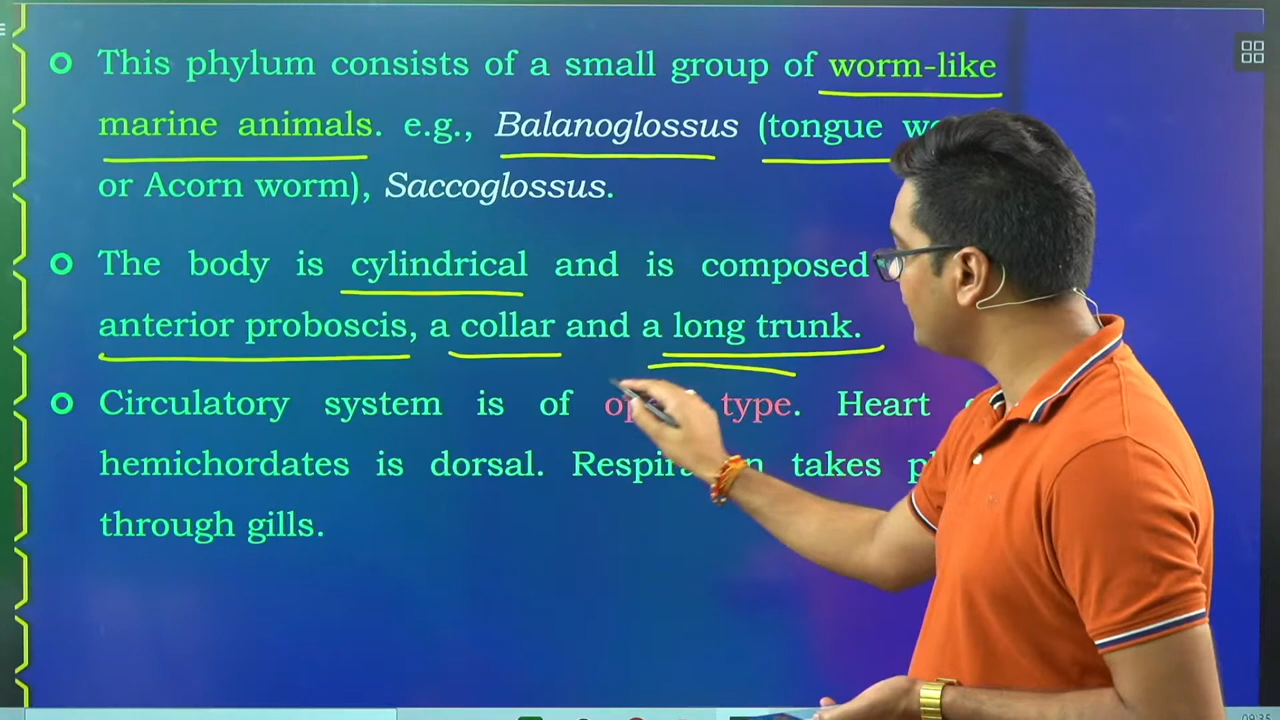 This phylum consists of a small group of worm-like
marine animals. e.g., Balanoglossus (tongue
or Acorn worm), Saccoglossus.
The body is cylindrical and is composed
anterior proboscis, a collar and a long trunk.
Circulatory system is of type. Heart
hemichordates is dorsal. takes
through gills.
09:35